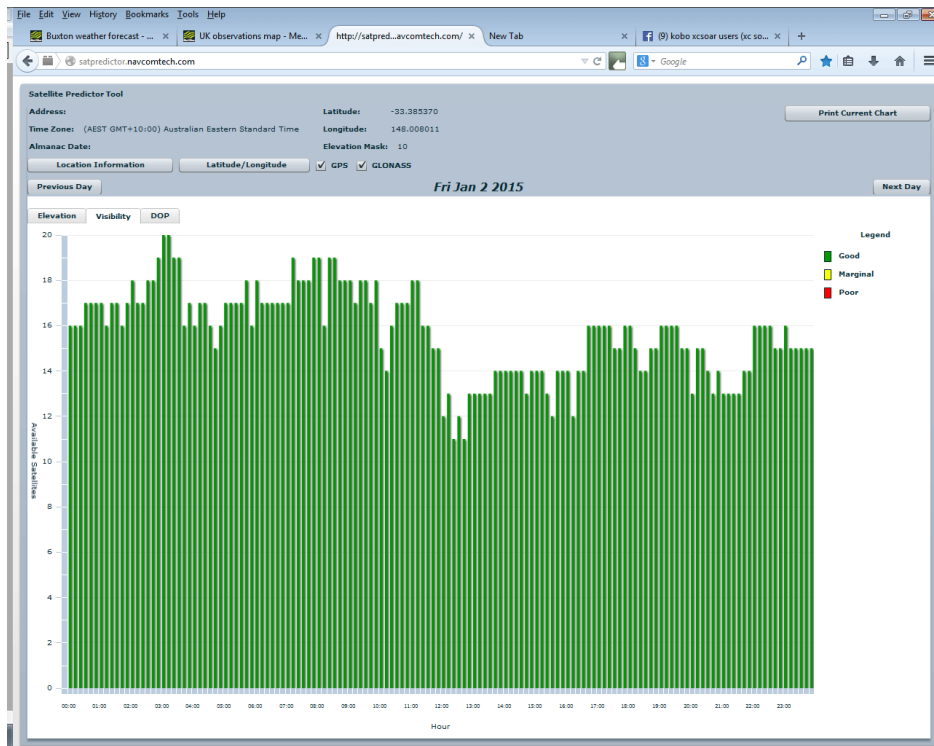 File Edit View History Bookmarks Tools Help
Buxton weather forecast - ... × UK observations map - Me... × http://satpred...avcomtech.com/ × New Tab × (9) kobo xcsoar users (xc so... × +
satpredictor.navcomtech.com Google
Satellite Predictor Tool
Address: Latitude: -33.385370 Print Current Chart
Time Zone: (AEST GMT+10:00) Australian Eastern Standard Time Longitude: 148.008011
Almanac Date: Elevation Mask: 10
Location Information Latitude/Longitude GPS GLONASS
Previous Day Fri Jan 2 2015 Next Day
Elevation Visibility DOP
Legend
Good
Marginal
Poor
Available Satellites
20
18
16
14
12
10
8
6
4
2
0
00:00 01:00 02:00 03:00 04:00 05:00 06:00 07:00 08:00 09:00 10:00 11:00 12:00 13:00 14:00 15:00 16:00 17:00 18:00 19:00 20:00 21:00 22:00 23:00
Hour